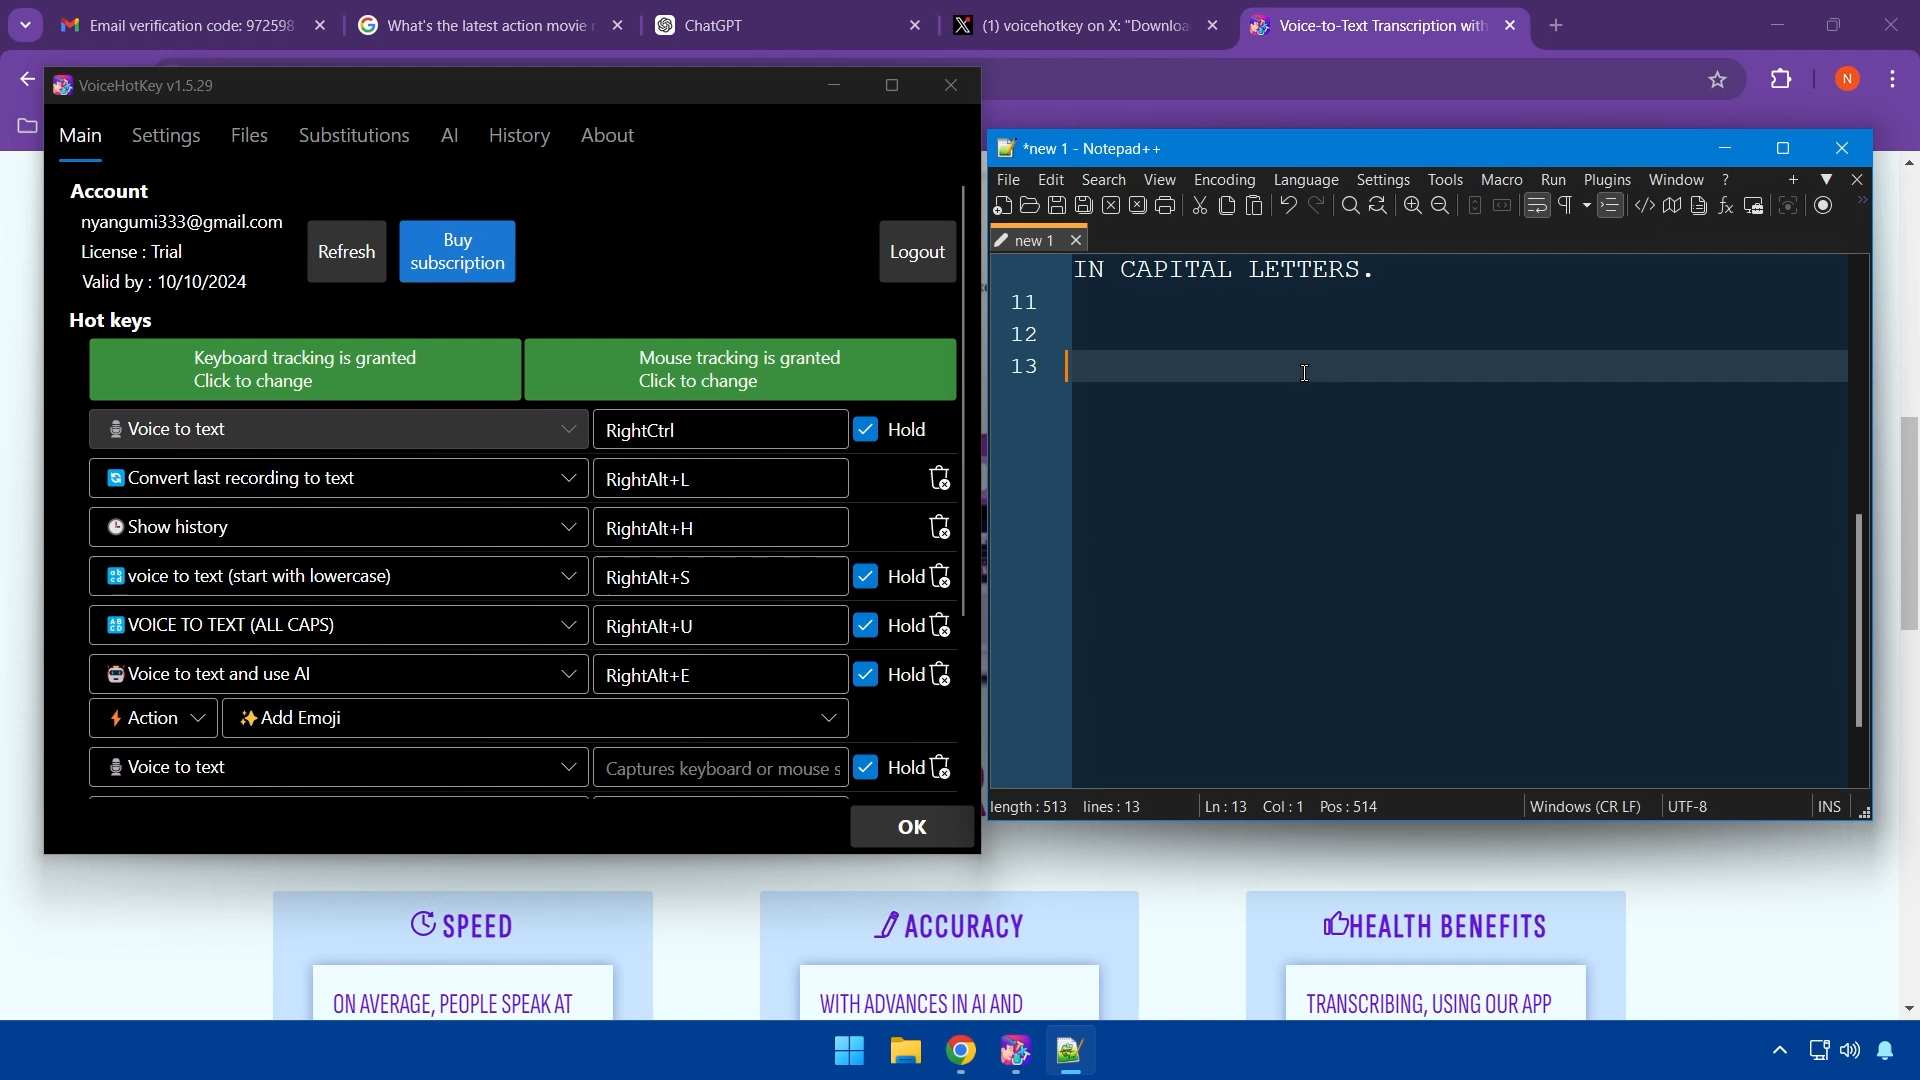 Email verification code: 972598
What's the latest action movie
ChatGPT
(1) voicehotkey on X: "Downloa
Voice-to-Text Transcription with
N
VoiceHotKey v1.5.29
Main
Settings
Files
Substitutions
AI
History
About
Account
nyangumi333@gmail.com
License : Trial
Valid by : 10/10/2024
Refresh
Buy
subscription
Logout
Hot keys
Keyboard tracking is granted
Click to change
Mouse tracking is granted
Click to change
Voice to text
RightCtrl
Hold
Convert last recording to text
RightAlt+L
Show history
RightAlt+H
voice to text (start with lowercase)
RightAlt+S
Hold
VOICE TO TEXT (ALL CAPS)
RightAlt+U
Hold
Voice to text and use AI
RightAlt+E
Hold
Action
Add Emoji
Voice to text
Captures keyboard or mouse s
Hold
OK
*new 1 - Notepad++
File Edit Search View Encoding Language Settings Tools Macro Run Plugins Window ?
new 1
IN CAPITAL LETTERS.
11
12
13
length : 513 lines : 13
Ln : 13 Col : 1 Pos : 514
Windows (CR LF)
UTF-8
INS
SPEED
ACCURACY
HEALTH BENEFITS
ON AVERAGE, PEOPLE SPEAK AT
WITH ADVANCES IN AI AND
TRANSCRIBING, USING OUR APP